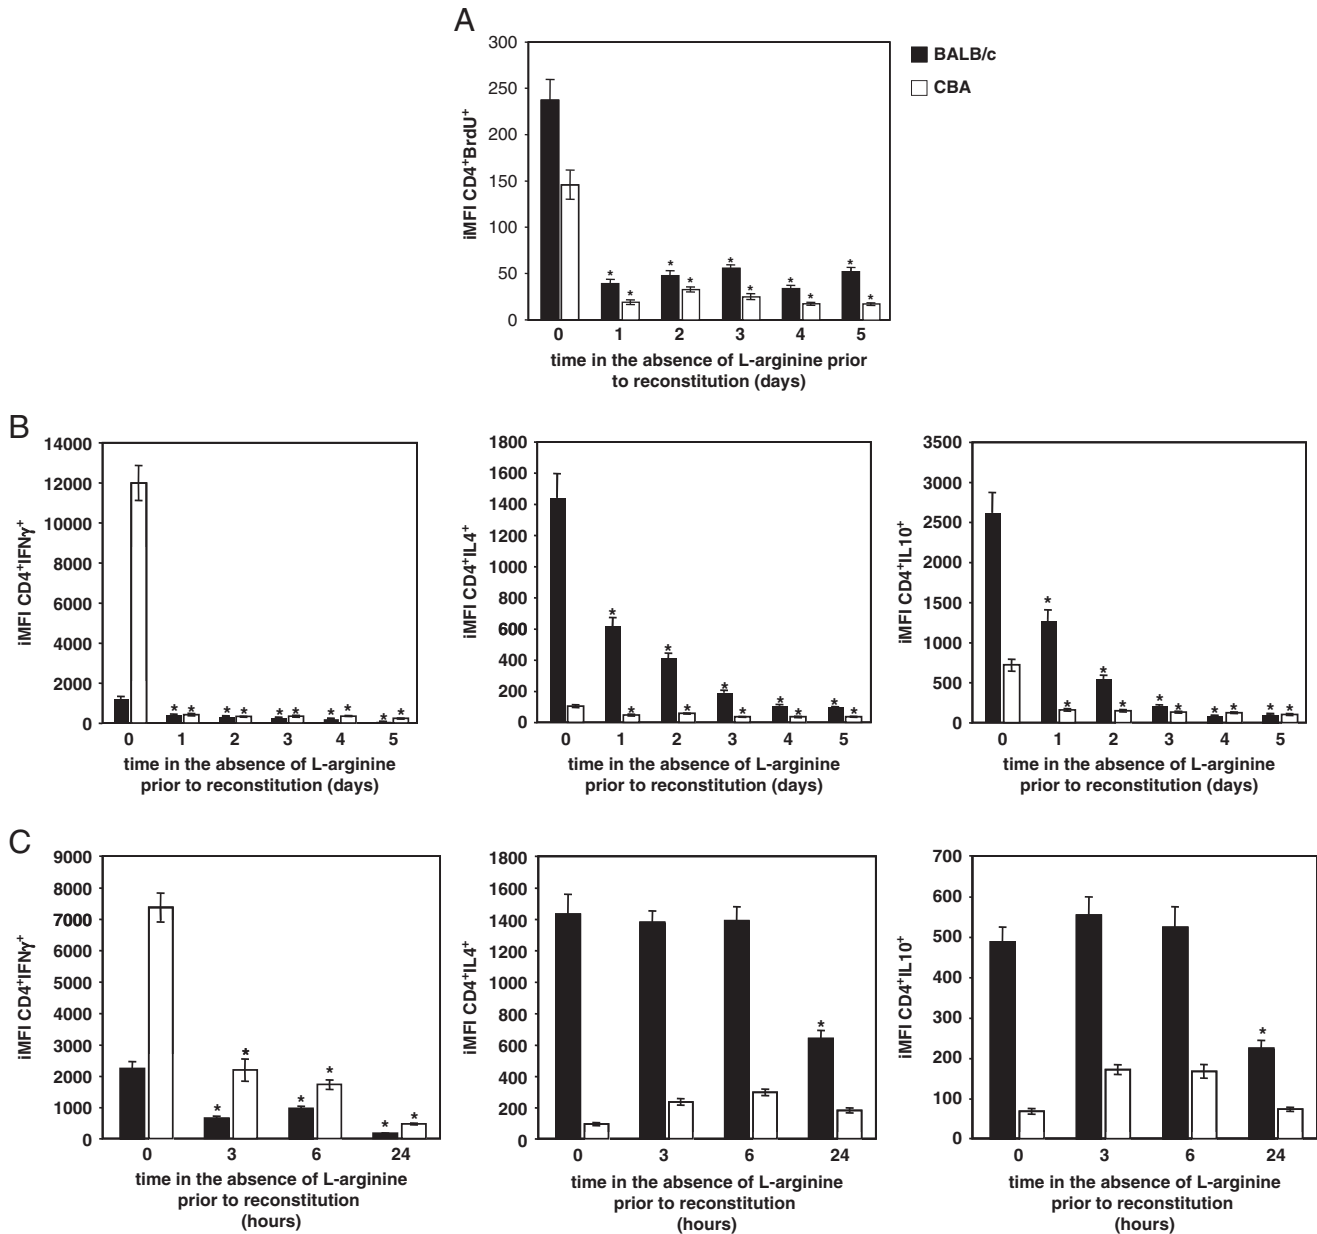 A
BALB/c
CBA
iMFI CD4⁺BrdU⁺
300
250
200
150
100
50
0
0 1 2 3 4 5
* * * * * * * * * *
time in the absence of L-arginine prior
to reconstitution (days)
B
iMFI CD4⁺IFNγ⁺
14000
12000
10000
8000
6000
4000
2000
0
* * * * * * * * * *
0 1 2 3 4 5
time in the absence of L-arginine
prior to reconstitution (days)
iMFI CD4⁺IL4⁺
1800
1600
1400
1200
1000
800
600
400
200
0
* * * * * * * * * *
0 1 2 3 4 5
time in the absence of L-arginine
prior to reconstitution (days)
iMFI CD4⁺IL10⁺
3500
3000
2500
2000
1500
1000
500
0
* * * * * * * * * *
0 1 2 3 4 5
time in the absence of L-arginine
prior to reconstitution (days)
C
iMFI CD4⁺IFNγ⁺
9000
8000
7000
6000
5000
4000
3000
2000
1000
0
* * * * * *
0 3 6 24
time in the absence of L-arginine
prior to reconstitution
(hours)
iMFI CD4⁺IL4⁺
1800
1600
1400
1200
1000
800
600
400
200
0
*
0 3 6 24
time in the absence of L-arginine
prior to reconstitution
(hours)
iMFI CD4⁺IL10⁺
700
600
500
400
300
200
100
0
*
0 3 6 24
time in the absence of L-arginine
prior to reconstitution
(hours)